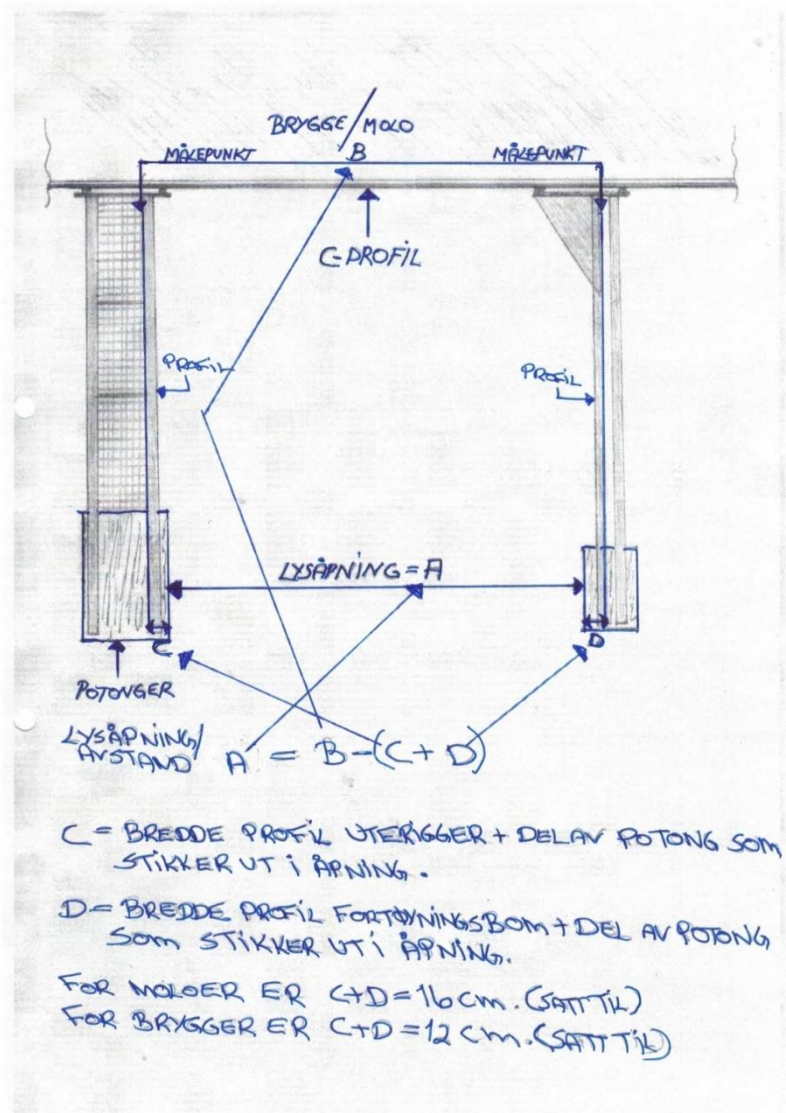 BRYGGE/MOLO
MÅLEPUNKT B MÅLEPUNKT
C-PROFIL
PROFIL
PROFIL
LYSÅPNING = A
C
D
POTONGER
LYSÅPNING/
AVSTAND A = B-(C+D)
C = BREDDE PROFIL UTERIGGER + DEL AV POTONG SOM
STIKKER UT I ÅPNING.
D = BREDDE PROFIL FORTØYNINGSBOM + DEL AV POTONG
SOM STIKKER UT I ÅPNING.
FOR MOLOER ER C+D = 16 cm. (SATT TIL)
FOR BRYGGER ER C+D = 12 cm. (SATT TIL)